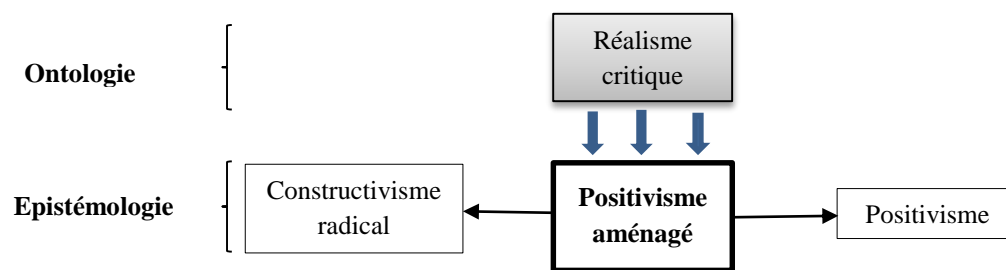 Ontologie
Réalisme
critique
Epistémologie
Constructivisme
radical
Positivisme
aménagé
Positivisme